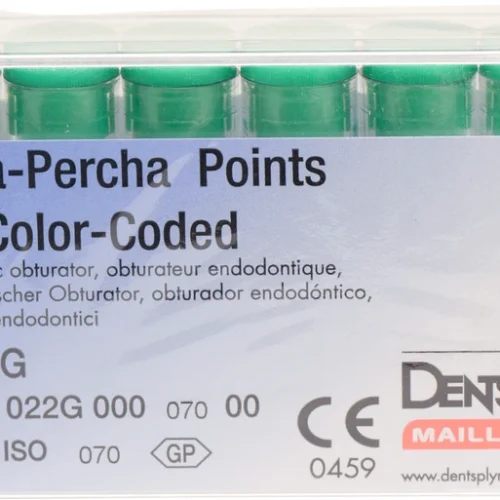 a-Percha Points
Color-Coded
c obturator, obturateur endodontique,
scher Obturator, obturador endodóntico,
endodontici
G
022G 000 070 00
ISO 070 GP
CE
0459
DENTS
MAILL
www.dentsply